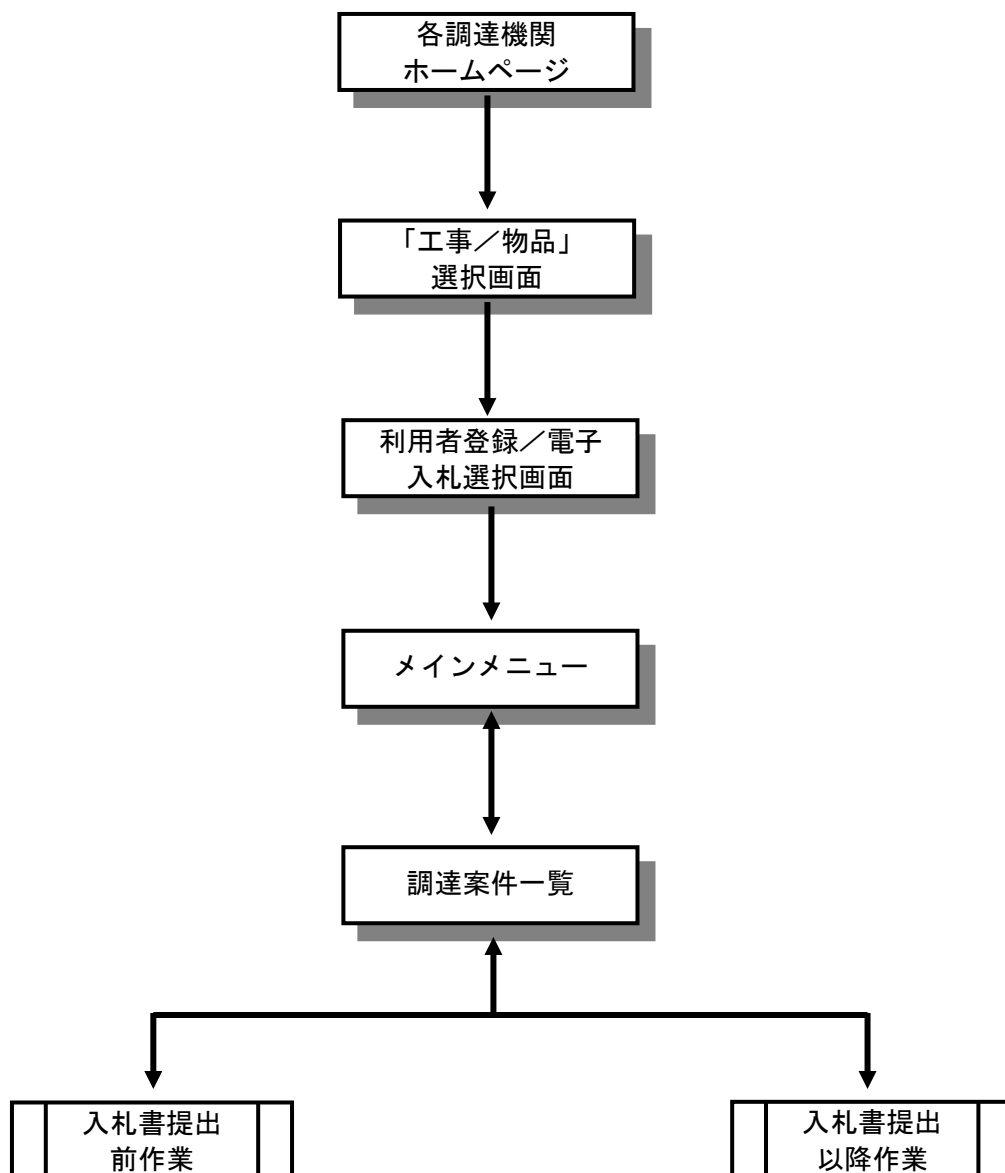 各調達機関
ホームページ
「工事／物品」
選択画面
利用者登録／電子
入札選択画面
メインメニュー
調達案件一覧
入札書提出
前作業
入札書提出
以降作業